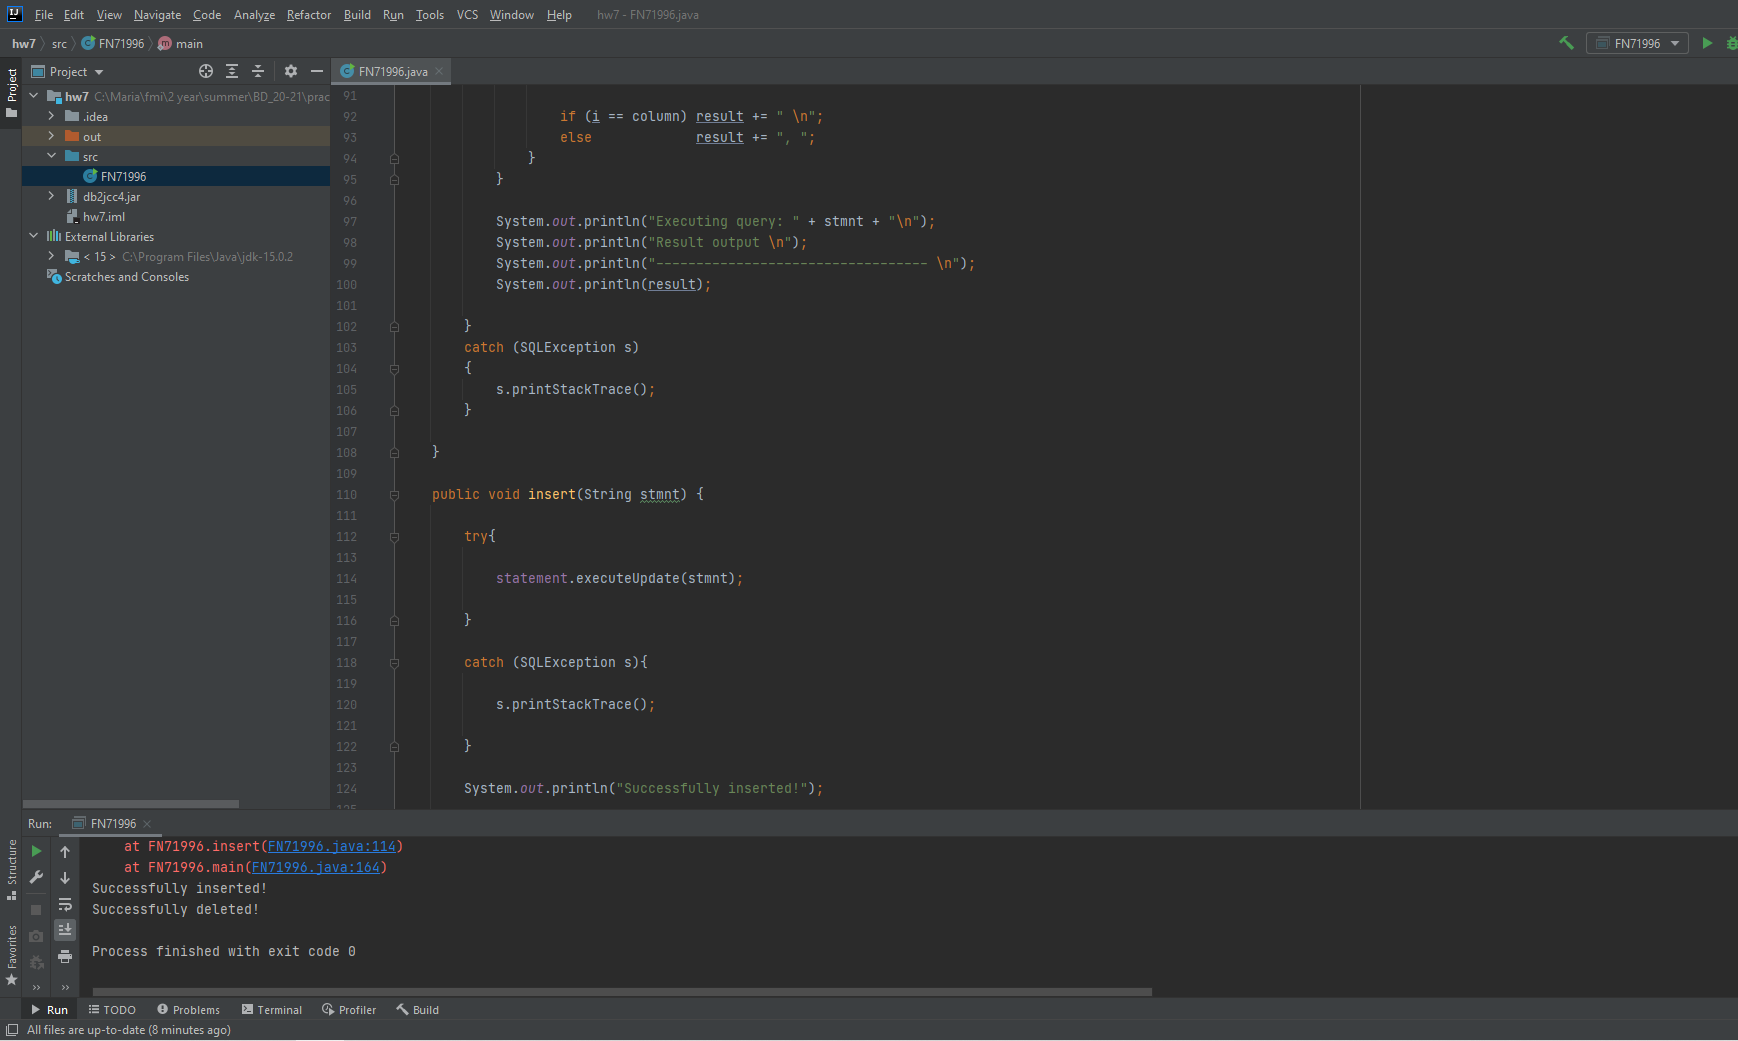 File Edit View Navigate Code Analyze Refactor Build Run Tools VCS Window Help hw7 - FN71996.java
hw7 src FN71996 main
FN71996
Project
Project
FN71996.java
hw7 C:\Maria\fmi\2 year\summer\BD_20-21\prac
.idea
out
src
FN71996
db2jcc4.jar
hw7.iml
External Libraries
< 15 > C:\Program Files\Java\jdk-15.0.2
Scratches and Consoles
91
92 if (i == column) result += " \n";
93 else result += ", ";
94 }
95 }
96
97 System.out.println("Executing query: " + stmnt + "\n");
98 System.out.println("Result output \n");
99 System.out.println("---------------------------------- \n");
100 System.out.println(result);
101
102 }
103 catch (SQLException s)
104 {
105 s.printStackTrace();
106 }
107
108 }
109
110 public void insert(String stmnt) {
111
112 try{
113
114 statement.executeUpdate(stmnt);
115
116 }
117
118 catch (SQLException s){
119
120 s.printStackTrace();
121
122 }
123
124 System.out.println("Successfully inserted!");
125
Run: FN71996
at FN71996.insert(FN71996.java:114)
at FN71996.main(FN71996.java:164)
Successfully inserted!
Successfully deleted!
Process finished with exit code 0
Structure
Favorites
Run TODO Problems Terminal Profiler Build
All files are up-to-date (8 minutes ago)